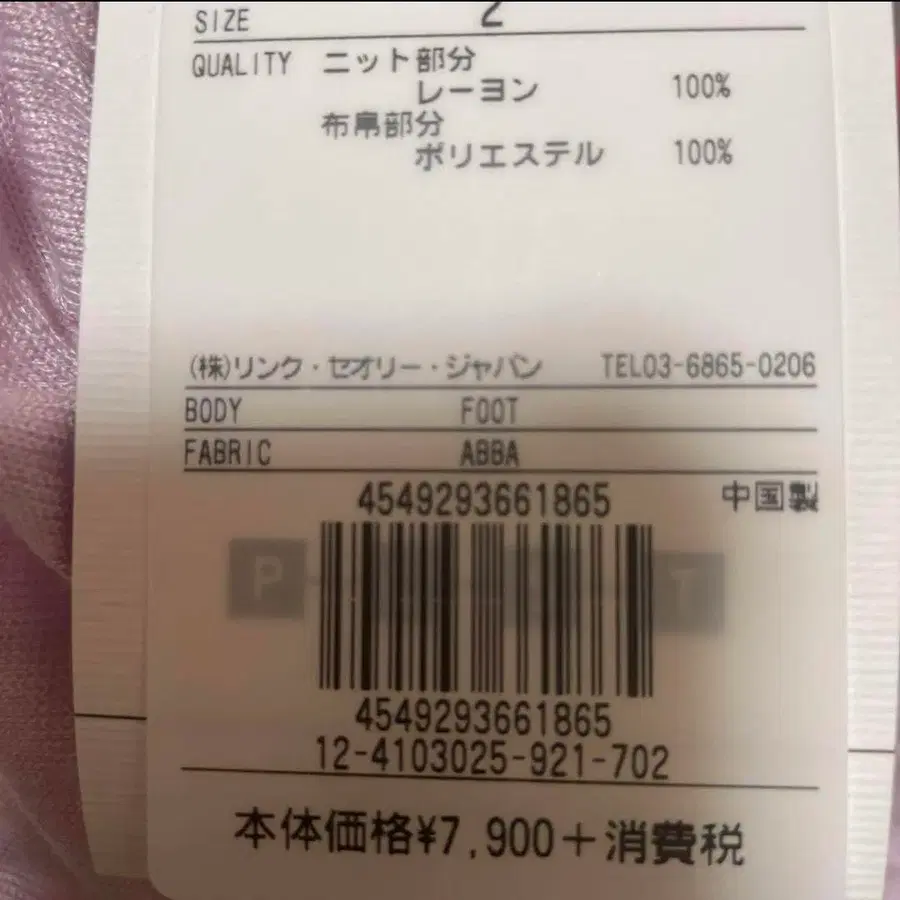 SIZE 2
QUALITY ニット部分
レーヨン 100%
布帛部分
ポリエステル 100%
(株)リンク・セオリー・ジャパン TEL03-6865-0206
BODY FOOT
FABRIC ABBA
4549293661865 中国製
P T
4549293661865
12-4103025-921-702
本体価格¥7,900+消費税